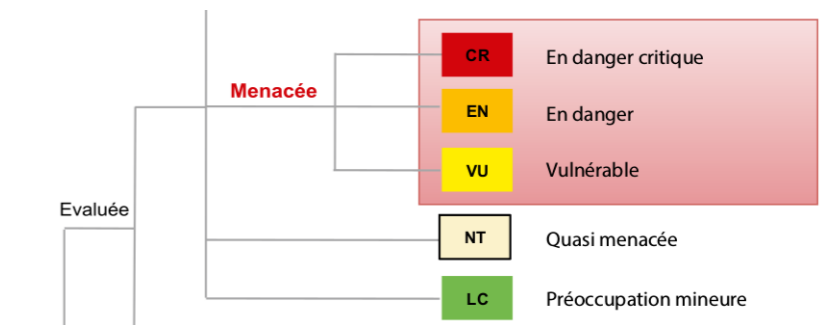 CR En danger critique
Menacée
EN En danger
VU Vulnérable
Evaluée
NT Quasi menacée
LC Préoccupation mineure